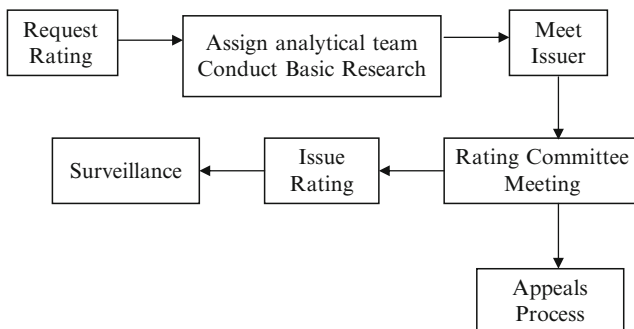 Request
Rating
Assign analytical team
Conduct Basic Research
Meet
Issuer
Surveillance
Issue
Rating
Rating Committee
Meeting
Appeals
Process